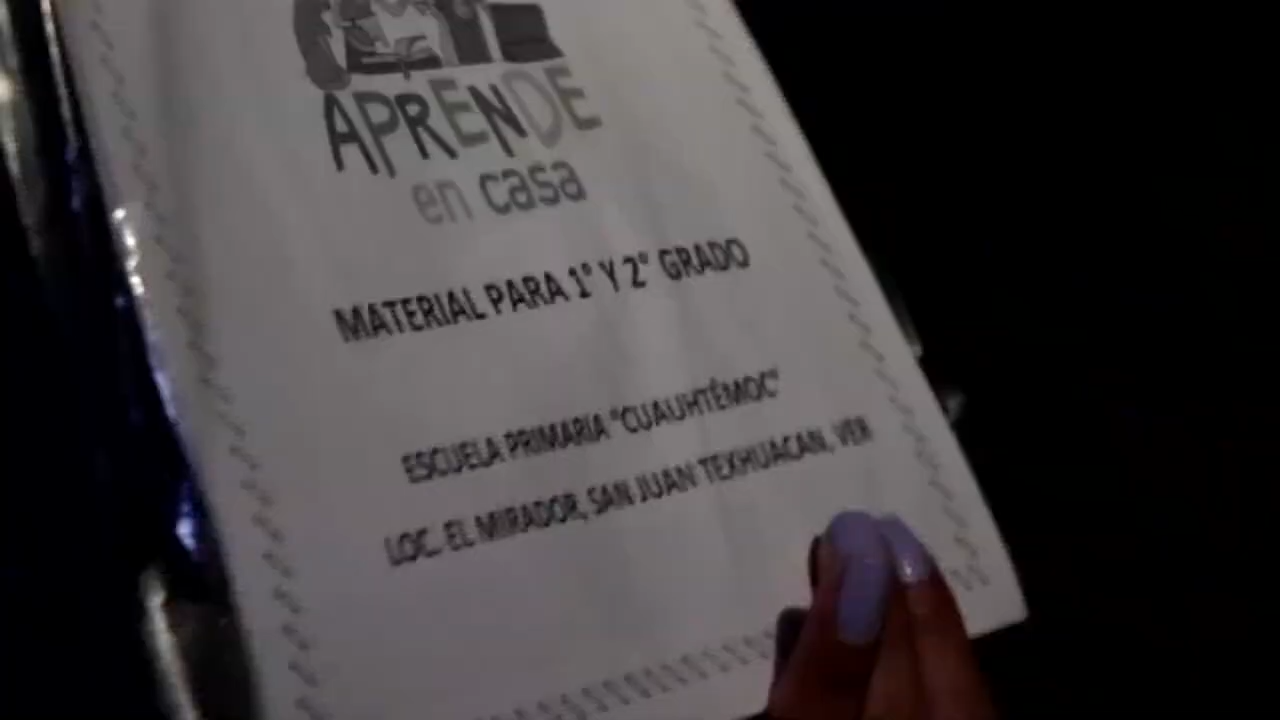 APRENDE
en casa
MATERIAL PARA 1° Y 2° GRADO
ESCUELA PRIMARIA "CUAUHTÉMOC"
LOC. EL MIRADOR, SAN JUAN TEXHUACAN, VER